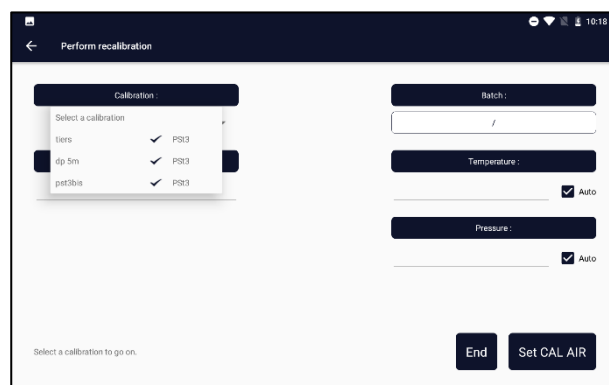 10:18
Perform recalibration
Calibration :
Select a calibration
tiers PSt3
dp 5m PSt3
pst3bis PSt3
Batch :
/
Temperature :
Auto
Pressure :
Auto
Select a calibration to go on.
End
Set CAL AIR